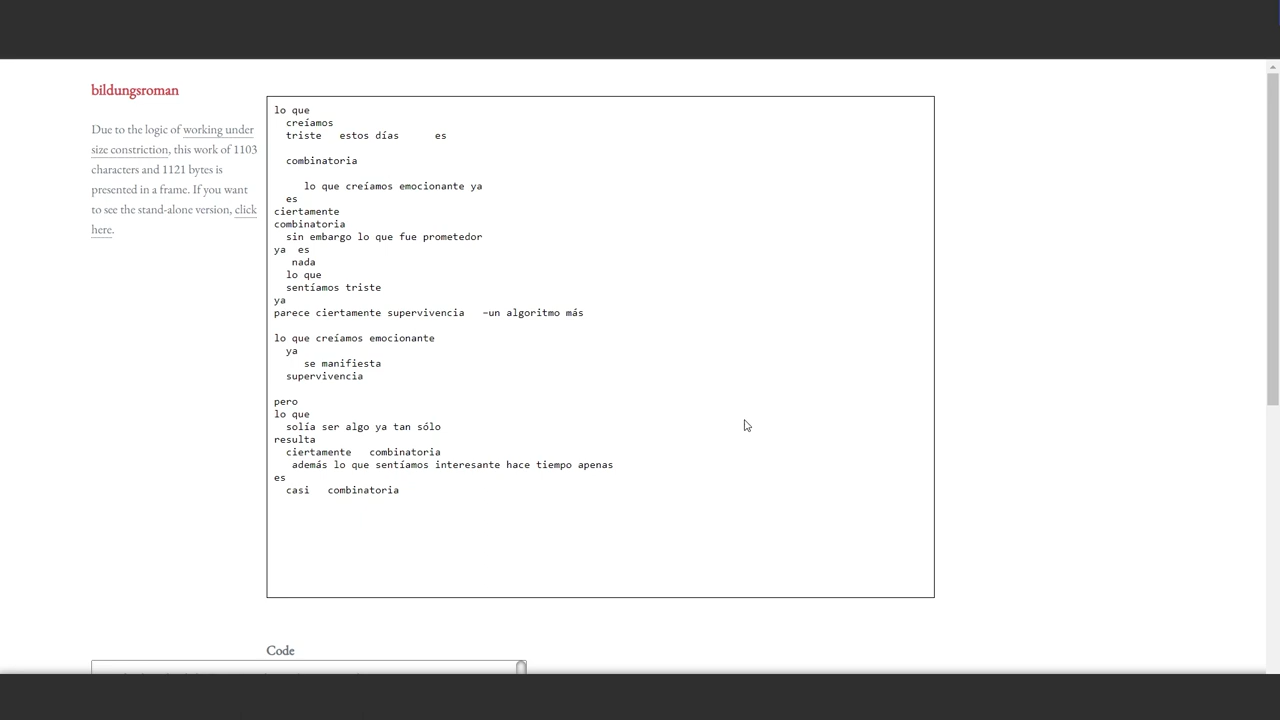 bildungsroman
Due to the logic of working under
size constriction, this work of 1103
characters and 1121 bytes is
presented in a frame. If you want
to see the stand-alone version, click
here.
lo que
creíamos
triste estos días es
combinatoria
lo que creíamos emocionante ya
es
ciertamente
combinatoria
sin embargo lo que fue prometedor
ya es
nada
lo que
sentíamos triste
ya
parece ciertamente supervivencia —un algoritmo más
lo que creíamos emocionante
ya
se manifiesta
supervivencia
pero
lo que
solía ser algo ya tan sólo
resulta
ciertamente combinatoria
además lo que sentíamos interesante hace tiempo apenas
es
casi combinatoria
Code